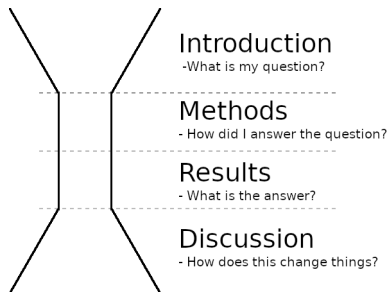 Introduction
-What is my question?
Methods
- How did I answer the question?
Results
- What is the answer?
Discussion
- How does this change things?